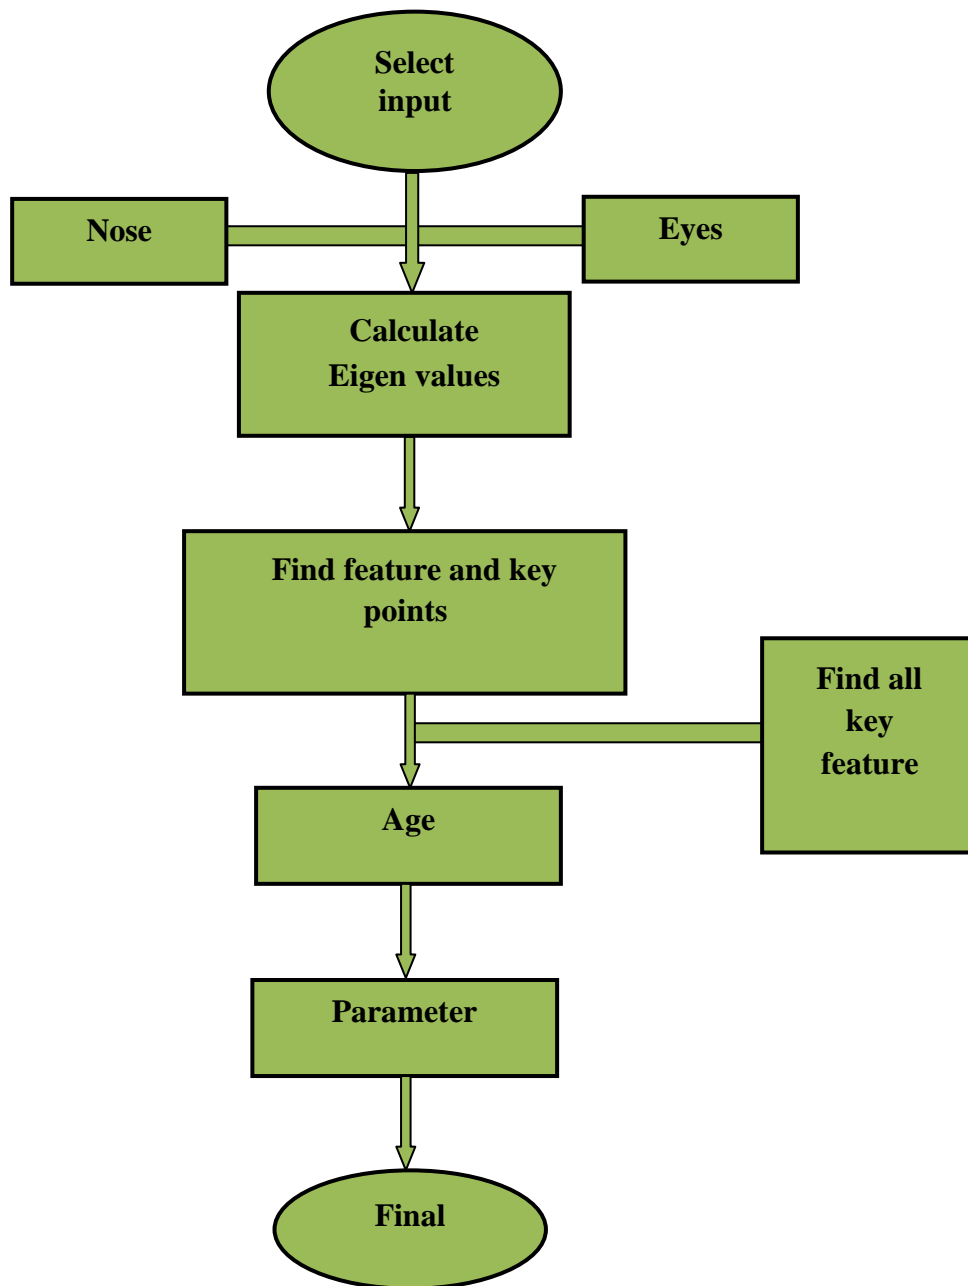 Select
input
Nose
Eyes
Calculate
Eigen values
Find feature and key
points
Find all
key
feature
Age
Parameter
Final